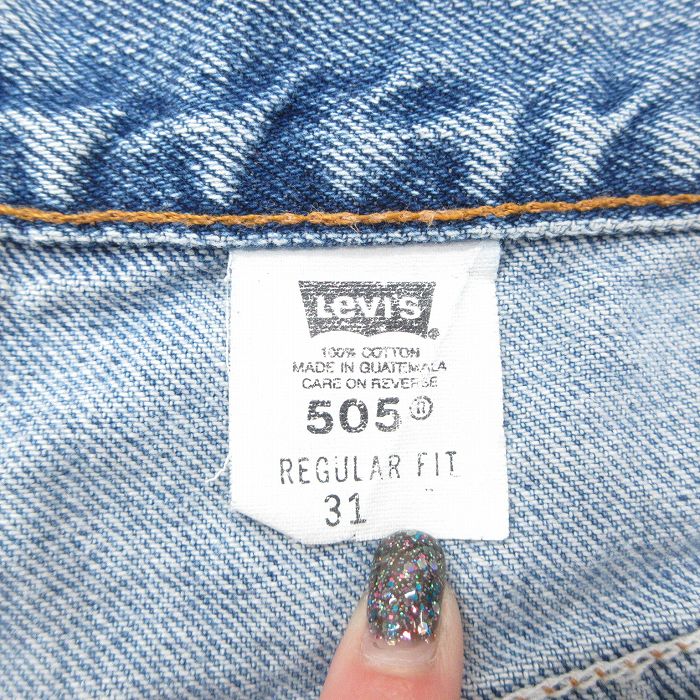 Levi's®
100% COTTON
MADE IN GUATEMALA
CARE ON REVERSE
505®
REGULAR FIT
31